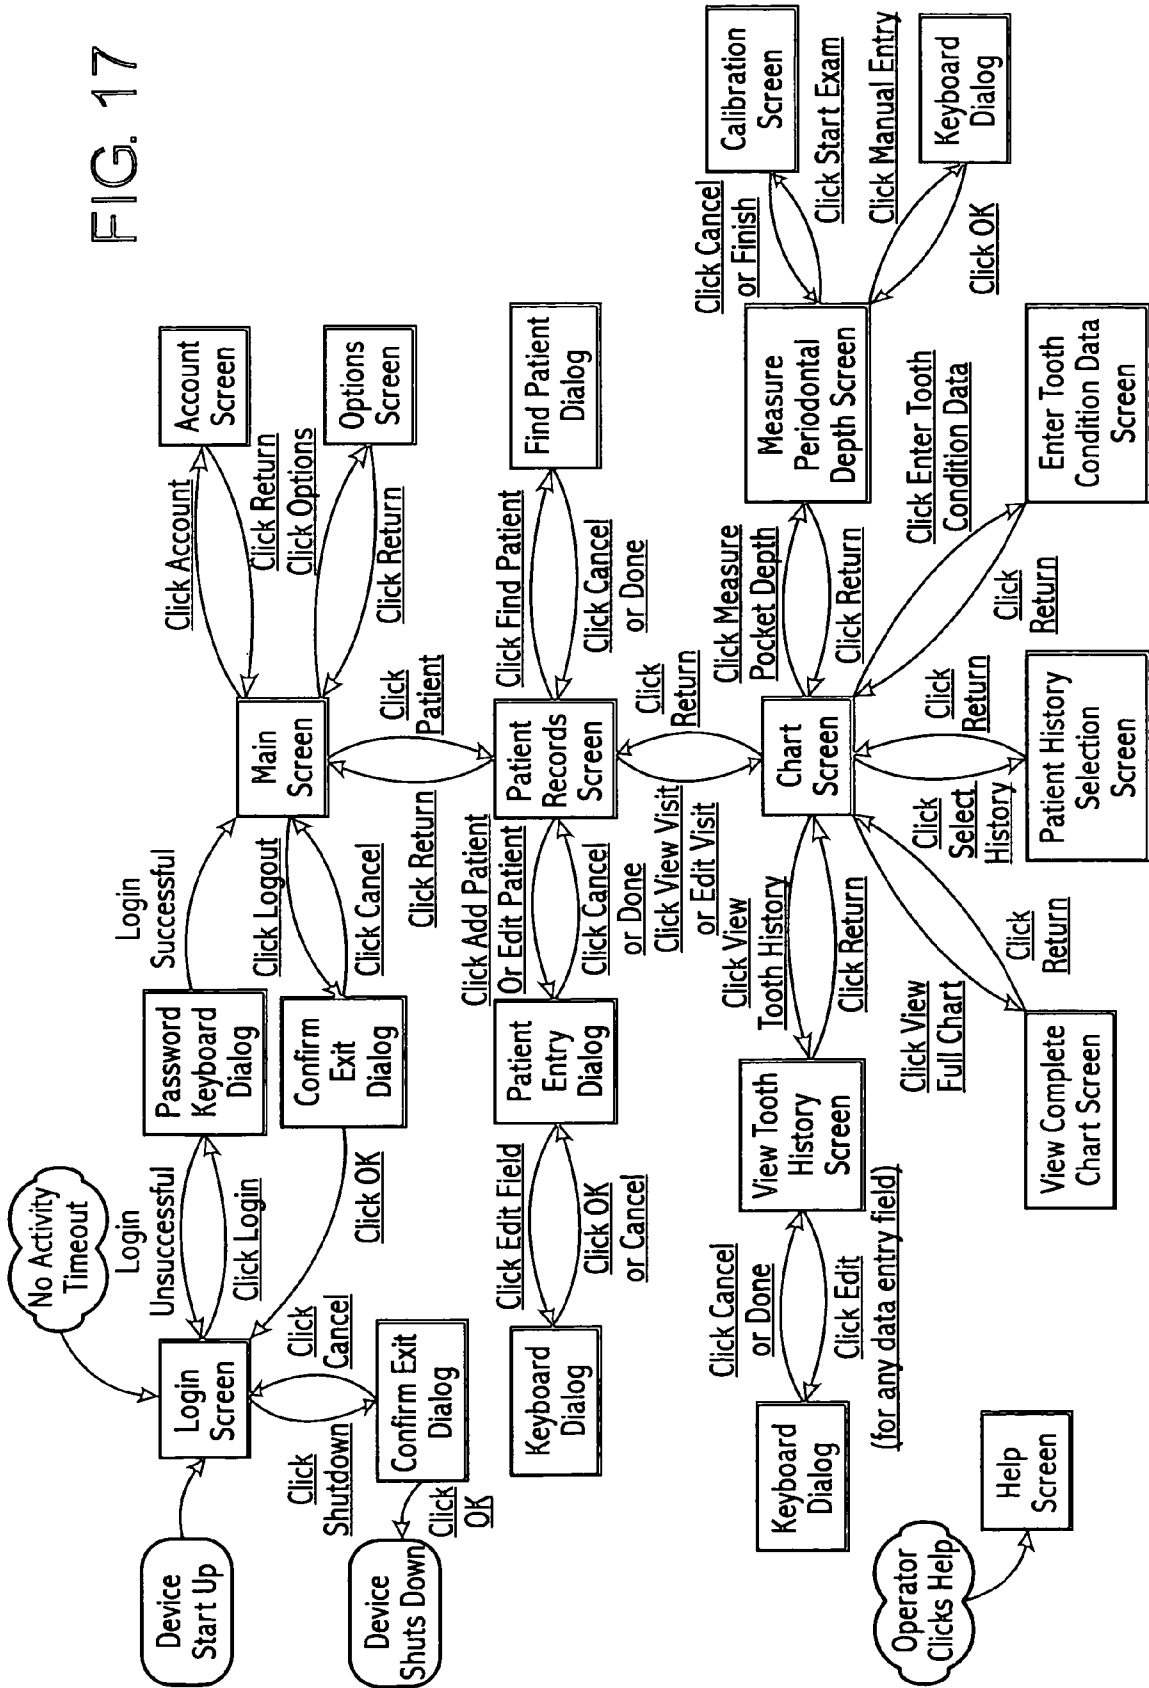 FIG. 17
No Activity
Timeout
Device
Start Up
Login
Screen
Login
Unsuccessful
Click Login
Password
Keyboard
Dialog
Login
Successful
Main
Screen
Click Account
Click Return
Account
Screen
Click Options
Click Return
Options
Screen
Click Logout
Click Cancel
Confirm
Exit
Dialog
Click OK
Click
Cancel
Click
Shutdown
Confirm Exit
Dialog
Click
OK
Device
Shuts Down
Click
Patient
Click Return
Patient
Records
Screen
Click Find Patient
Click Cancel
or Done
Find Patient
Dialog
Click Add Patient
Or Edit Patient
Click Cancel
or Done
Patient
Entry
Dialog
Click Edit Field
Click OK
or Cancel
Keyboard
Dialog
Click View Visit
or Edit Visit
Click
Return
Chart
Screen
Click Measure
Pocket Depth
Click Return
Measure
Periodontal
Depth Screen
Click Cancel
or Finish
Click Start Exam
Calibration
Screen
Click Manual Entry
Click OK
Keyboard
Dialog
Click View
Tooth History
Click Return
View Tooth
History
Screen
Click Cancel
or Done
Click Edit
(for any data entry field)
Keyboard
Dialog
Click Enter Tooth
Condition Data
Click
Return
Enter Tooth
Condition Data
Screen
Click
Return
Click
Select
History
Patient History
Selection
Screen
Click
Return
Click View
Full Chart
View Complete
Chart Screen
Operator
Clicks Help
Help
Screen